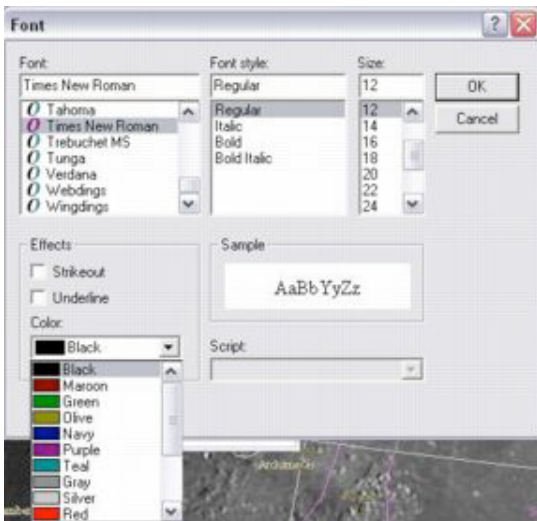 Font
Font:
Times New Roman
Tahoma
Times New Roman
Trebuchet MS
Tunga
Verdana
Webdings
Wingdings
Font style:
Regular
Regular
Italic
Bold
Bold Italic
Size:
12
12
14
16
18
20
22
24
OK
Cancel
Effects
Strikeout
Underline
Color:
Black
Black
Maroon
Green
Olive
Navy
Purple
Teal
Gray
Silver
Red
Sample
AaBbYyZz
Script: